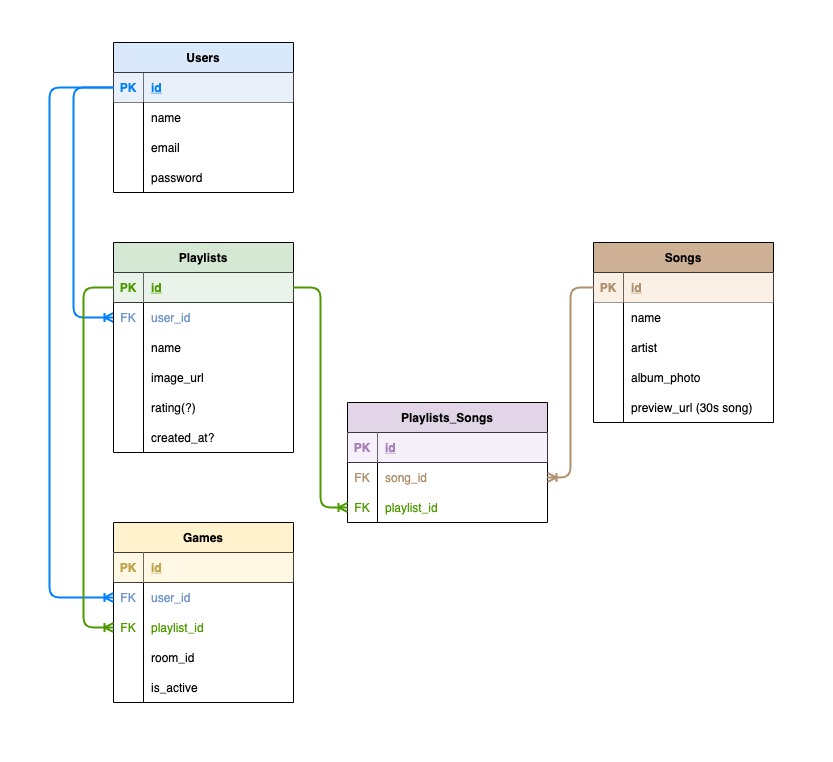 Users
PK id
name
email
password
Playlists
PK id
FK user_id
name
image_url
rating(?)
created_at?
Songs
PK id
name
artist
album_photo
preview_url (30s song)
Playlists_Songs
PK id
FK song_id
FK playlist_id
Games
PK id
FK user_id
FK playlist_id
room_id
is_active